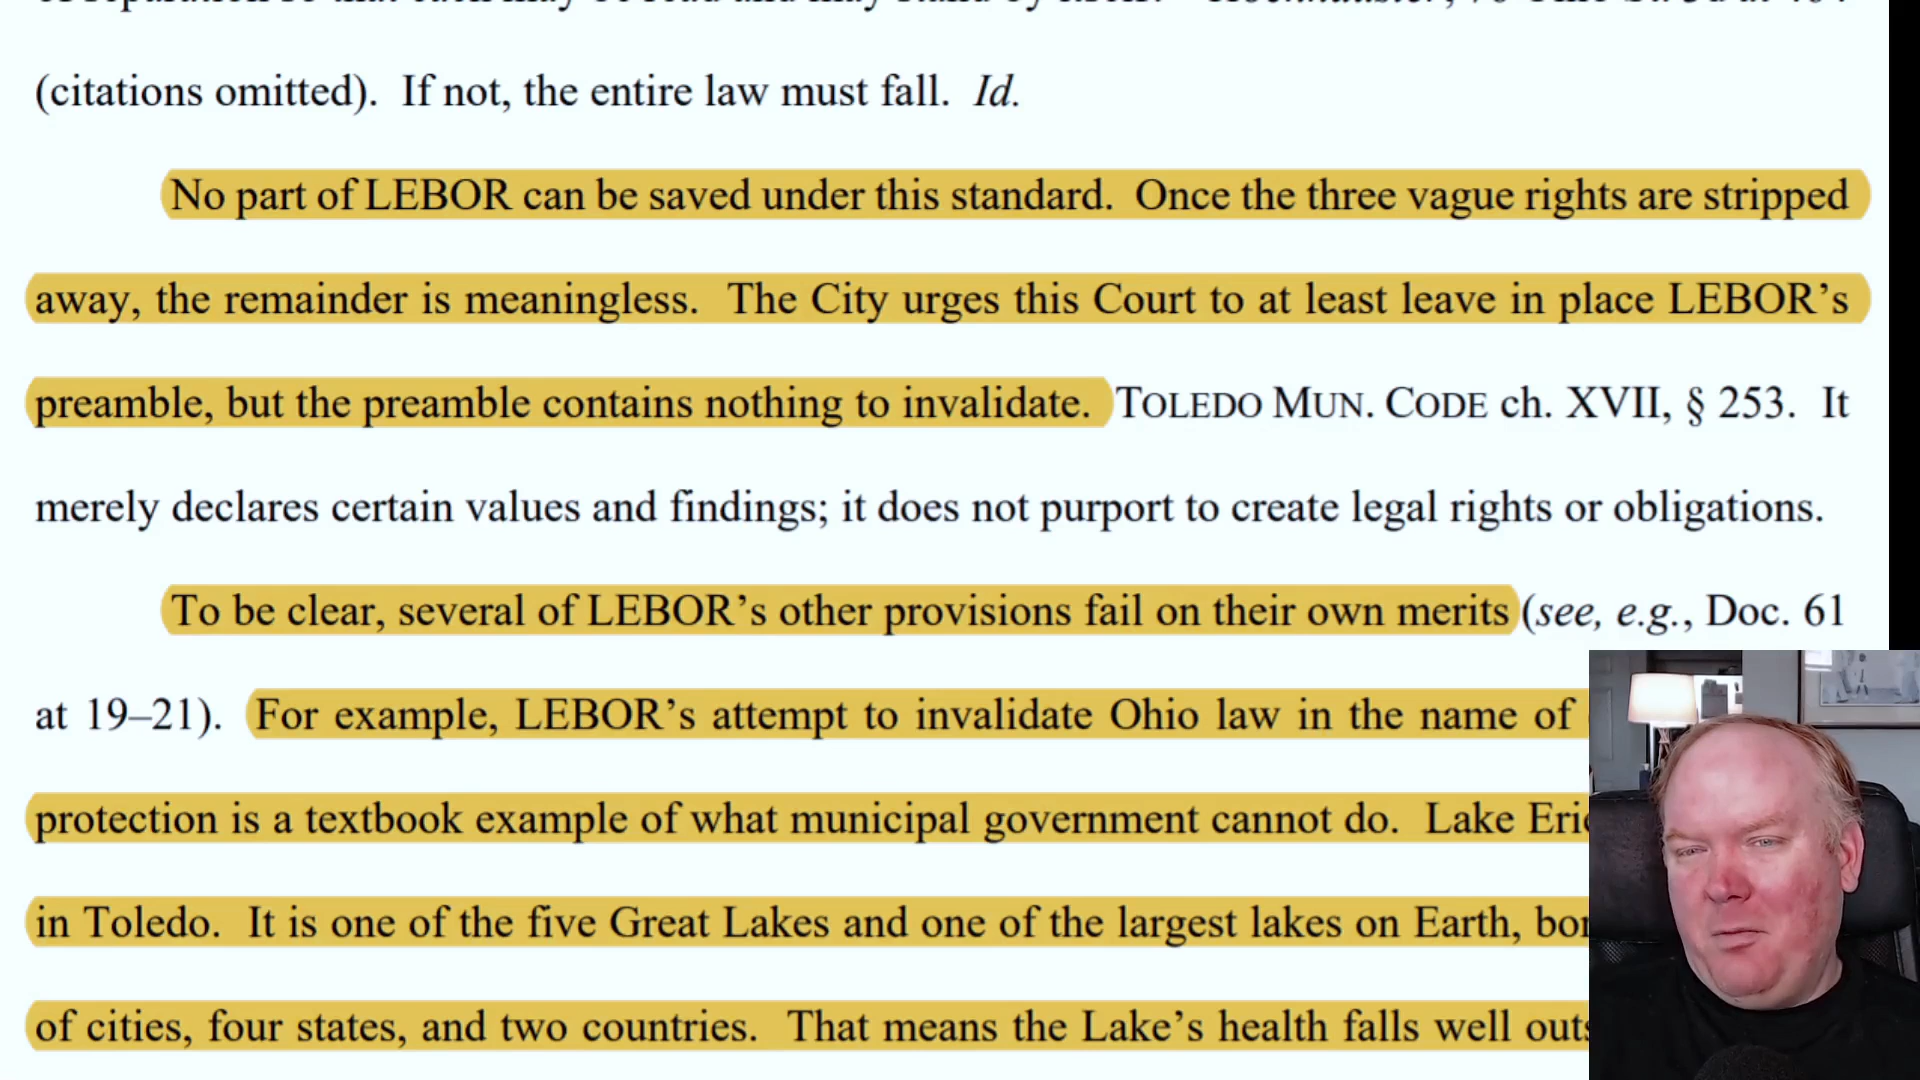 (citations omitted). If not, the entire law must fall. Id.
No part of LEBOR can be saved under this standard. Once the three vague rights are stripped
away, the remainder is meaningless. The City urges this Court to at least leave in place LEBOR’s
preamble, but the preamble contains nothing to invalidate. TOLEDO MUN. CODE ch. XVII, § 253. It
merely declares certain values and findings; it does not purport to create legal rights or obligations.
To be clear, several of LEBOR’s other provisions fail on their own merits (see, e.g., Doc. 61
at 19–21). For example, LEBOR’s attempt to invalidate Ohio law in the name of
protection is a textbook example of what municipal government cannot do. Lake Erie
in Toledo. It is one of the five Great Lakes and one of the largest lakes on Earth,
of cities, four states, and two countries. That means the Lake’s health falls well